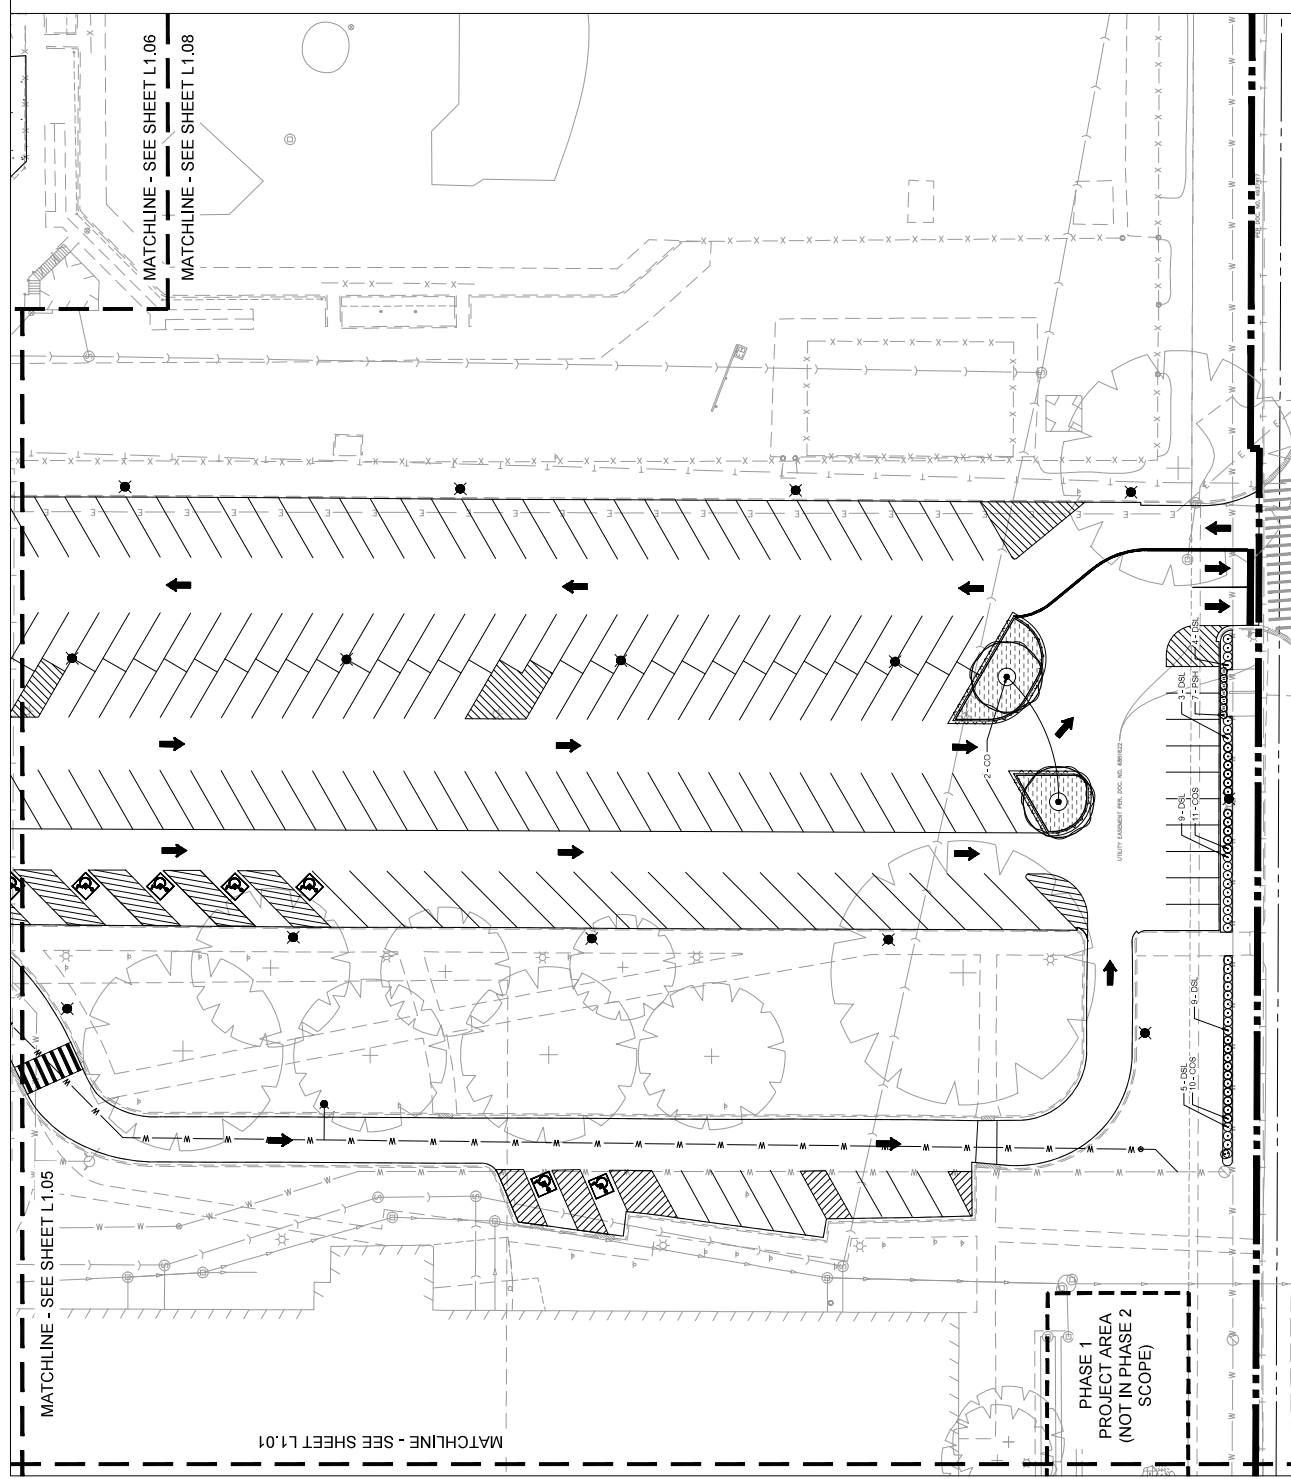 MATCHLINE - SEE SHEET L1.06
MATCHLINE - SEE SHEET L1.08
4 - DSL
3 - DSL
7 - PSH
2 - CO
9 - DSL
11 - COS
UTILITY EASEMENT PER. DOC. NO. 6861622
9 - DSL
5 - DSL
10 - COS
MATCHLINE - SEE SHEET L1.05
PHASE 1
PROJECT AREA
(NOT IN PHASE 2
SCOPE)
MATCHLINE - SEE SHEET L1.01